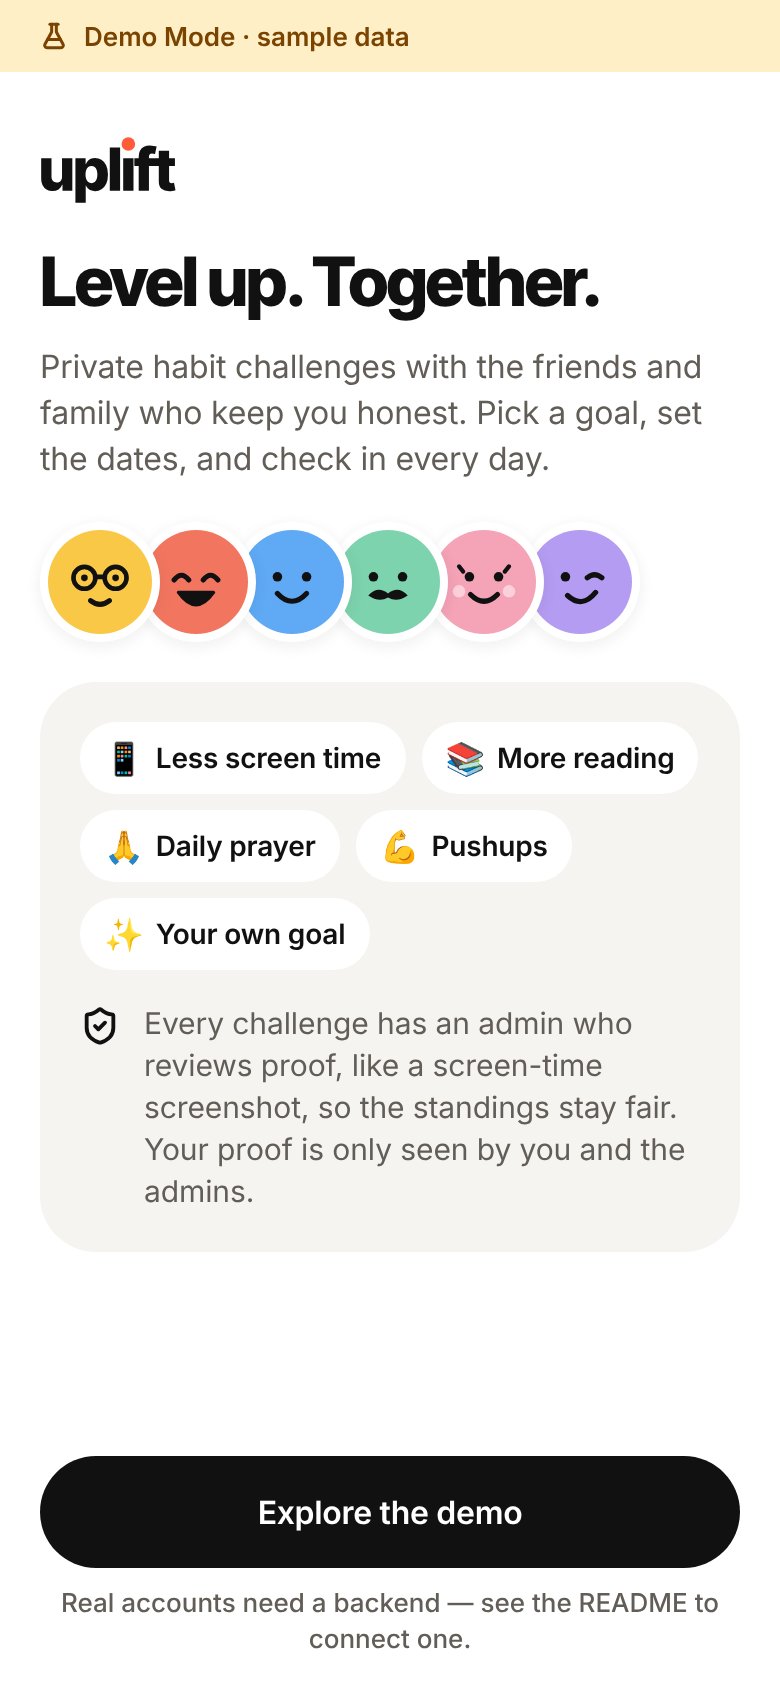 Demo Mode · sample data
uplift
Level up. Together.
Private habit challenges with the friends and
family who keep you honest. Pick a goal, set
the dates, and check in every day.
Less screen time
More reading
Daily prayer
Pushups
Your own goal
Every challenge has an admin who
reviews proof, like a screen-time
screenshot, so the standings stay fair.
Your proof is only seen by you and the
admins.
Explore the demo
Real accounts need a backend — see the README to
connect one.